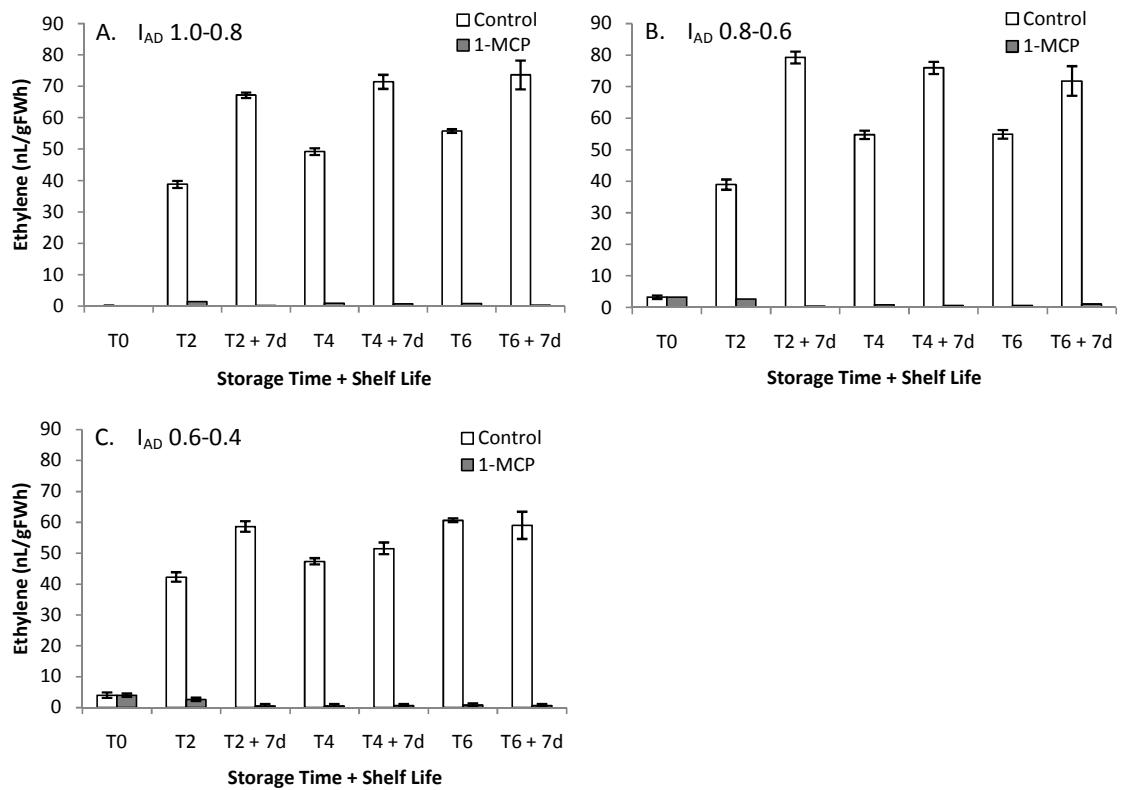 A. I_AD 1.0-0.8
Control
1-MCP
Ethylene (nL/gFWh)
90
80
70
60
50
40
30
20
10
0
T0 T2 T2 + 7d T4 T4 + 7d T6 T6 + 7d
Storage Time + Shelf Life
B. I_AD 0.8-0.6
Control
1-MCP
90
80
70
60
50
40
30
20
10
0
T0 T2 T2 + 7d T4 T4 + 7d T6 T6 + 7d
Storage Time + Shelf Life
C. I_AD 0.6-0.4
Control
1-MCP
Ethylene (nL/gFWh)
90
80
70
60
50
40
30
20
10
0
T0 T2 T2 + 7d T4 T4 + 7d T6 T6 + 7d
Storage Time + Shelf Life